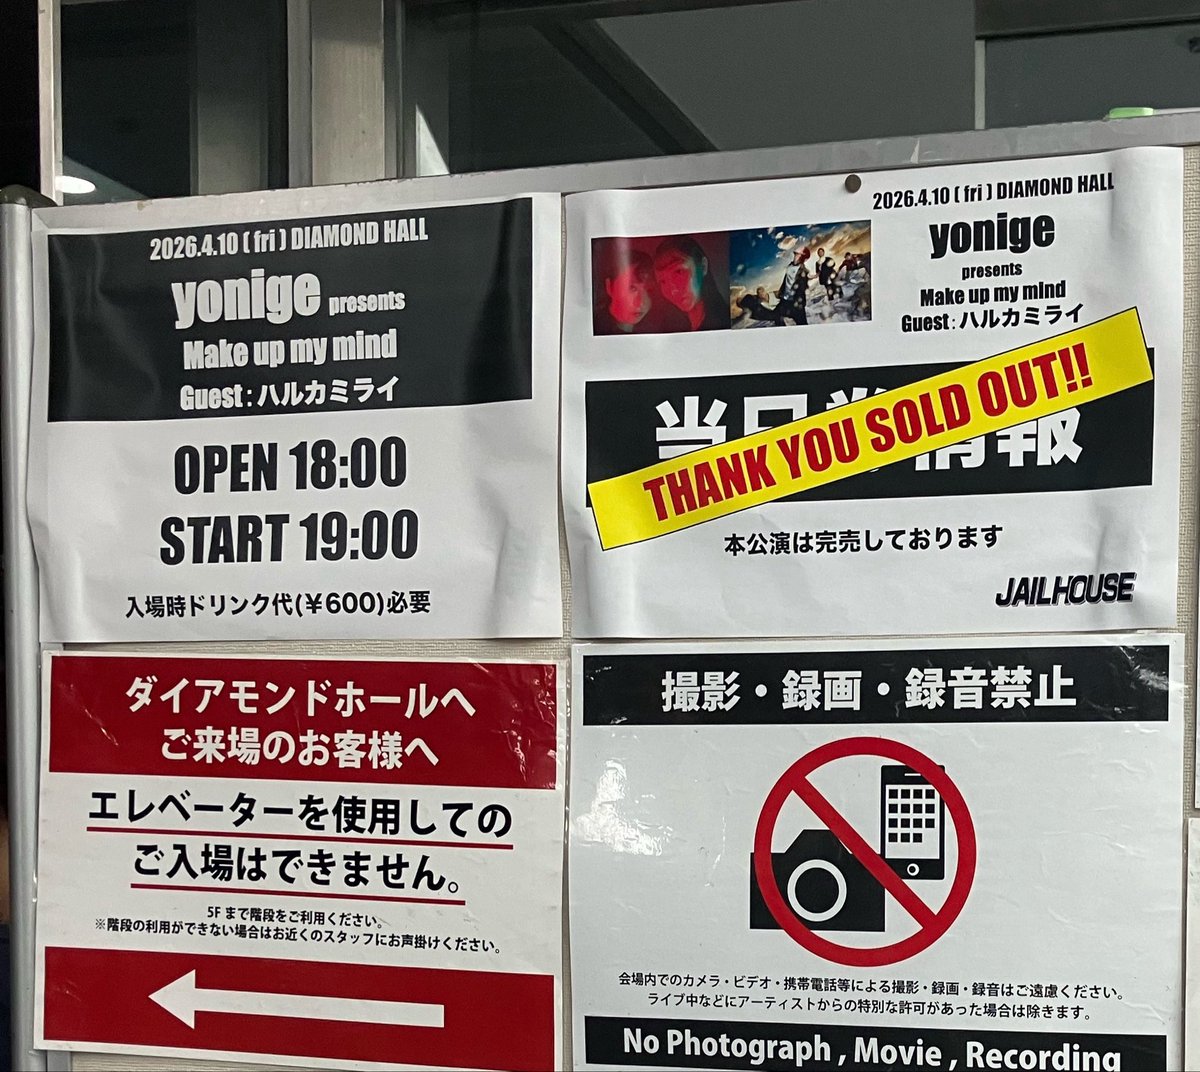 2026.4.10 ( fri ) DIAMOND HALL
yonige presents
Make up my mind
Guest : ハルカミライ
OPEN 18:00
START 19:00
入場時ドリンク代(¥600)必要
2026.4.10 ( fri ) DIAMOND HALL
yonige
presents
Make up my mind
Guest : ハルカミライ
当日 情報
THANK YOU SOLD OUT!!
本公演は完売しております
JAILHOUSE
ダイアモンドホールへ
ご来場のお客様へ
エレベーターを使用しての
ご入場はできません。
5F まで階段をご利用ください。
※階段の利用ができない場合はお近くのスタッフにお声掛けください。
撮影・録画・録音禁止
会場内でのカメラ・ビデオ・携帯電話等による撮影・録画・録音はご遠慮ください。
ライブ中などにアーティストからの特別な許可があった場合は除きます。
No Photograph , Movie , Recording